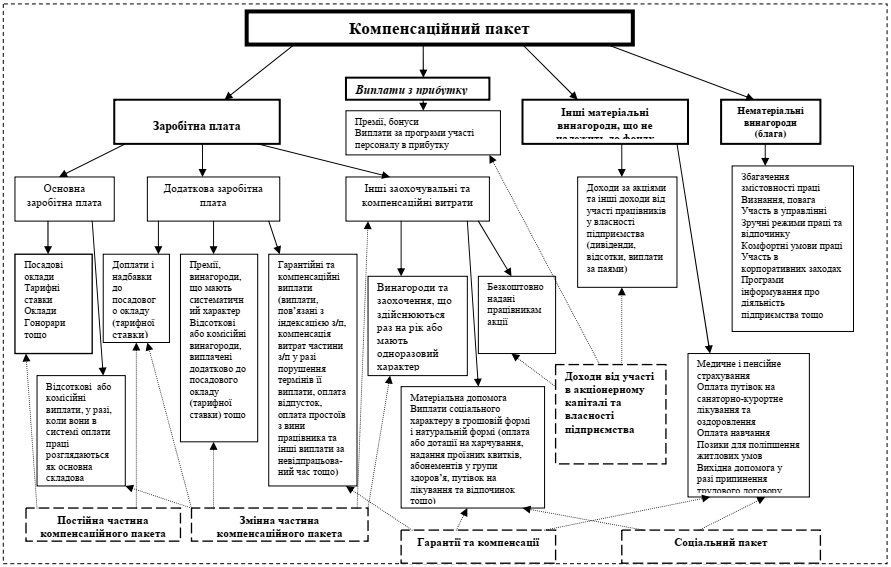 Компенсаційний пакет
Виплати з прибутку
Заробітна плата
Премії, бонуси
Виплати за програми участі
персоналу в прибутку
Інші матеріальні
винагороди, що не
належить до фонду
Нематеріальні
винагороди
(блага)
Основна
заробітна плата
Додаткова заробітна
плата
Інші заохочувальні та
компенсаційні витрати
Доходи за акціями
та інші доходи від
участі працівників
у власності
підприємства
(дивіденди,
відсотки, виплати
за паями)
Збагачення
змістовності праці
Визнання, повага
Участь в управлінні
Зручні режими праці та
відпочинку
Комфортні умови праці
Участь в
корпоративних заходах
Програми
інформування про
діяльність
підприємства тощо
Посадові
оклади
Тарифні
ставки
Оклади
Гонорари
тощо
Доплати і
надбавки
до
посадовог
о окладу
(тарифної
ставки)
Премії,
винагороди,
що мають
систематичн
ий характер
Відсоткові
або комісійні
винагороди,
виплачені
додатково до
посадового
окладу
(тарифної
ставки) тощо
Гарантійні та
компенсаційні
виплати
(виплати,
пов'язані з
індексацією з/п,
компенсація
витрат частини
з/п у разі
порушення
термінів її
виплати, оплата
відпусток,
оплата простоїв
з вини
працівника та
інші виплати за
невідпрацьова-
ний час тощо)
Винагороди та
заохочення, що
здійснюються
раз на рік або
мають
одноразовий
характер
Безкоштовно
надані
працівникам
акції
Відсоткові або
комісійні
виплати, у разі,
коли вони в
системі оплати
праці
розглядаються
як основна
складова
Матеріальна допомога
Виплати соціального
характеру в грошовій формі
і натуральній формі (оплата
або дотації на харчування,
надання проїзних квитків,
абонементів у групи
здоров'я, путівок на
лікування та відпочинок
тощо)
Доходи від участі
в акціонерному
капіталі та
власності
підприємства
Медичне і пенсійне
страхування
Оплата путівок на
санаторно-курортне
лікування та
оздоровлення
Оплата навчання
Позики для поліпшення
житлових умов
Вихідна допомога у
разі припинення
трудового договору
Постійна частина
компенсаційного пакета
Змінна частина
компенсаційного пакета
Гарантії та компенсації
Соціальний пакет